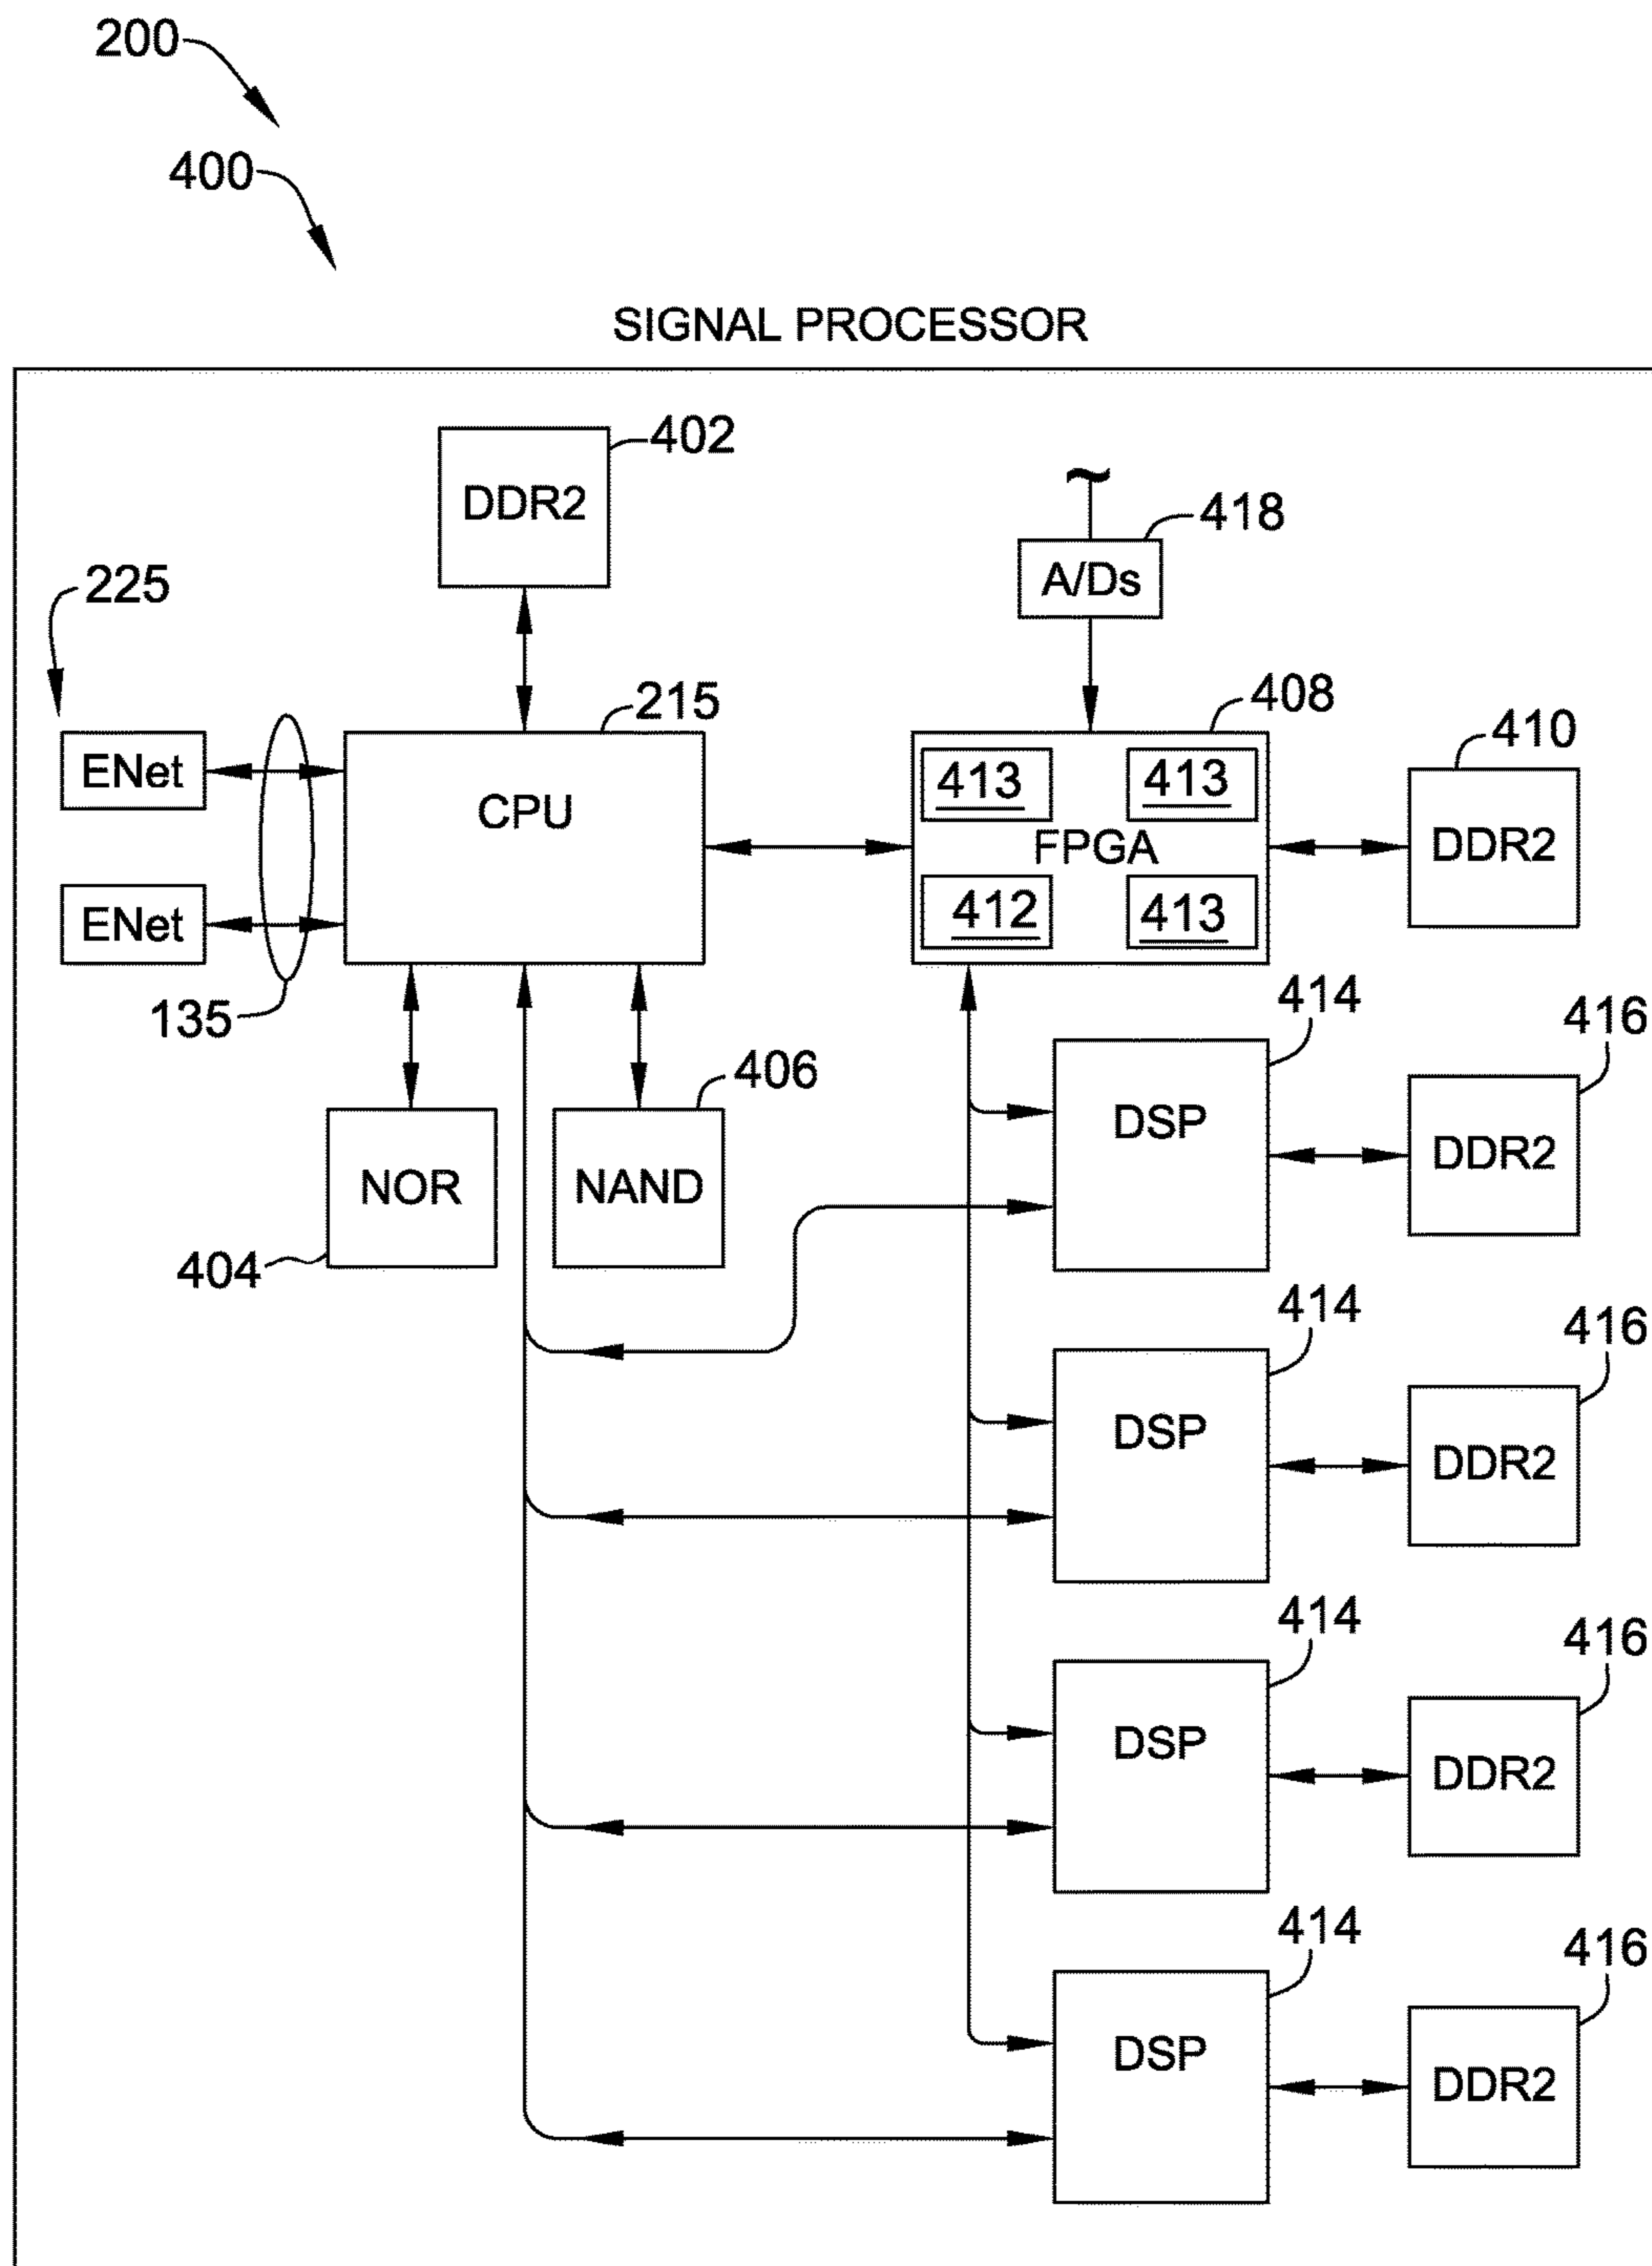 200
400
SIGNAL PROCESSOR
402
DDR2
418
A/Ds
225
215
408
410
ENet
CPU
413
413
FPGA
DDR2
ENet
412
413
135
414
416
406
DSP
DDR2
NOR
NAND
404
414
416
DSP
DDR2
414
416
DSP
DDR2
414
416
DSP
DDR2